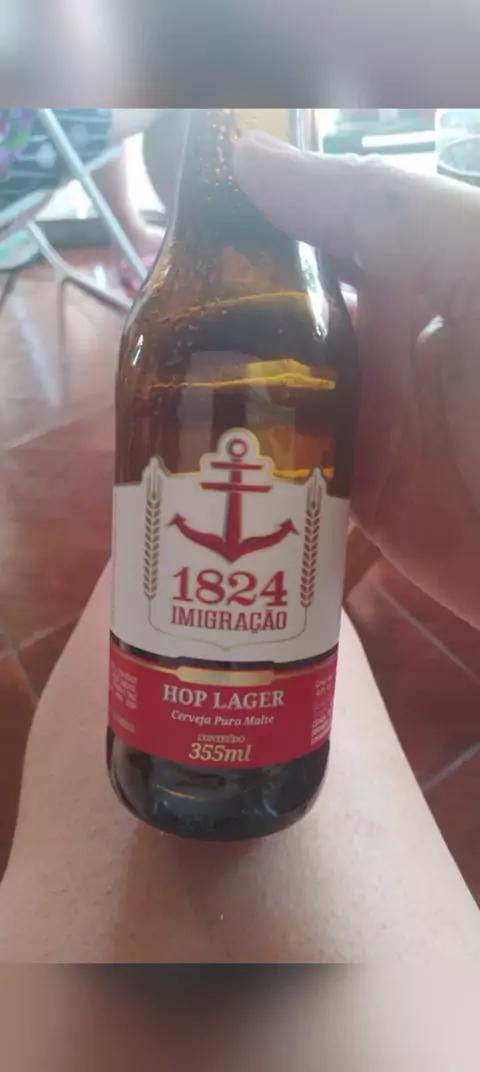 1824
IMIGRAÇÃO
HOP LAGER
Cerveja Puro Malte
CONTEÚDO
355ml